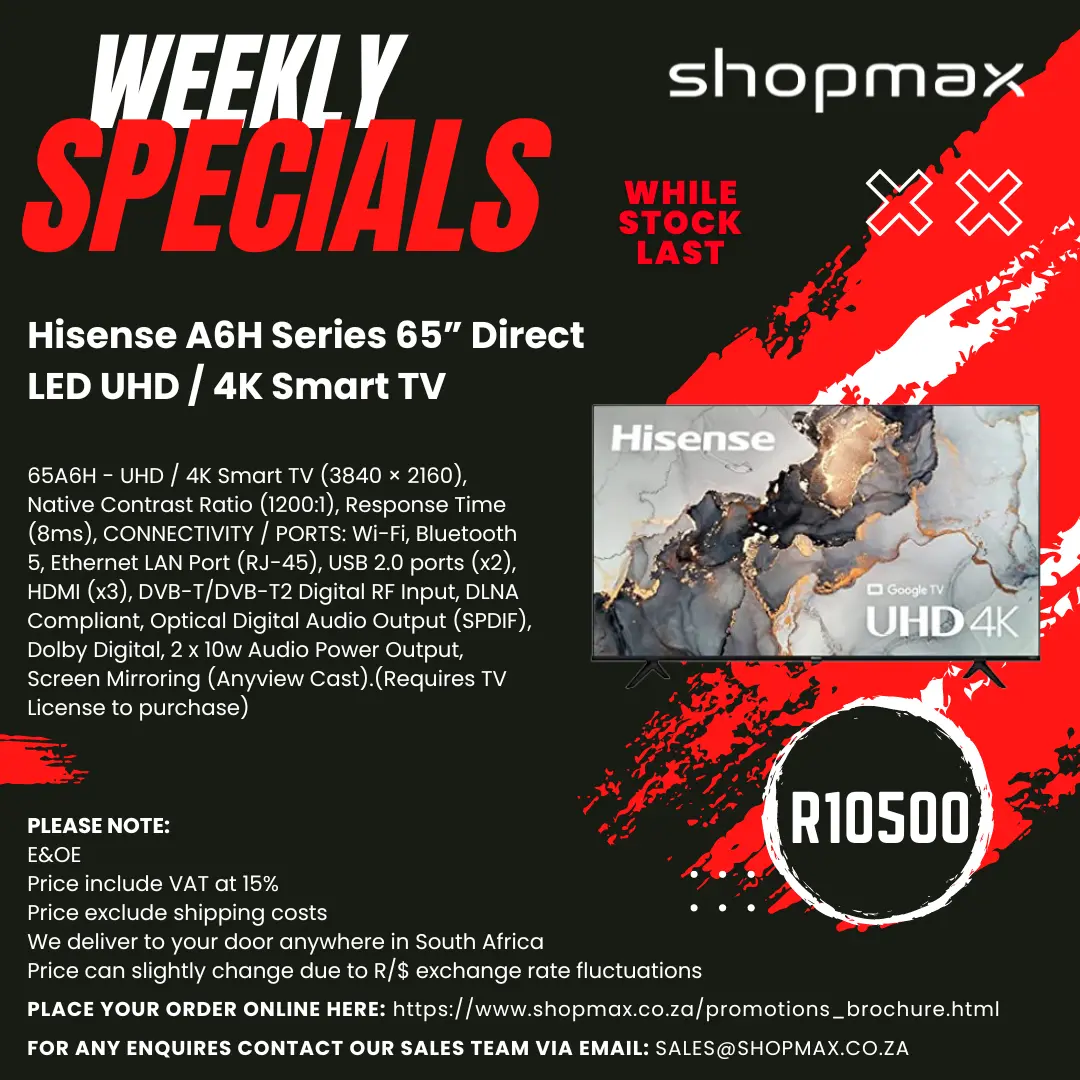 WEEKLY
SPECIALS
shopmax
WHILE
STOCK
LAST
Hisense A6H Series 65” Direct
LED UHD / 4K Smart TV
65A6H - UHD / 4K Smart TV (3840 × 2160),
Native Contrast Ratio (1200:1), Response Time
(8ms), CONNECTIVITY / PORTS: Wi-Fi, Bluetooth
5, Ethernet LAN Port (RJ-45), USB 2.0 ports (x2),
HDMI (x3), DVB-T/DVB-T2 Digital RF Input, DLNA
Compliant, Optical Digital Audio Output (SPDIF),
Dolby Digital, 2 x 10w Audio Power Output,
Screen Mirroring (Anyview Cast).(Requires TV
License to purchase)
Hisense
Google TV
UHD 4K
R10500
PLEASE NOTE:
E&OE
Price include VAT at 15%
Price exclude shipping costs
We deliver to your door anywhere in South Africa
Price can slightly change due to R/$ exchange rate fluctuations
PLACE YOUR ORDER ONLINE HERE: https://www.shopmax.co.za/promotions_brochure.html
FOR ANY ENQUIRES CONTACT OUR SALES TEAM VIA EMAIL: SALES@SHOPMAX.CO.ZA